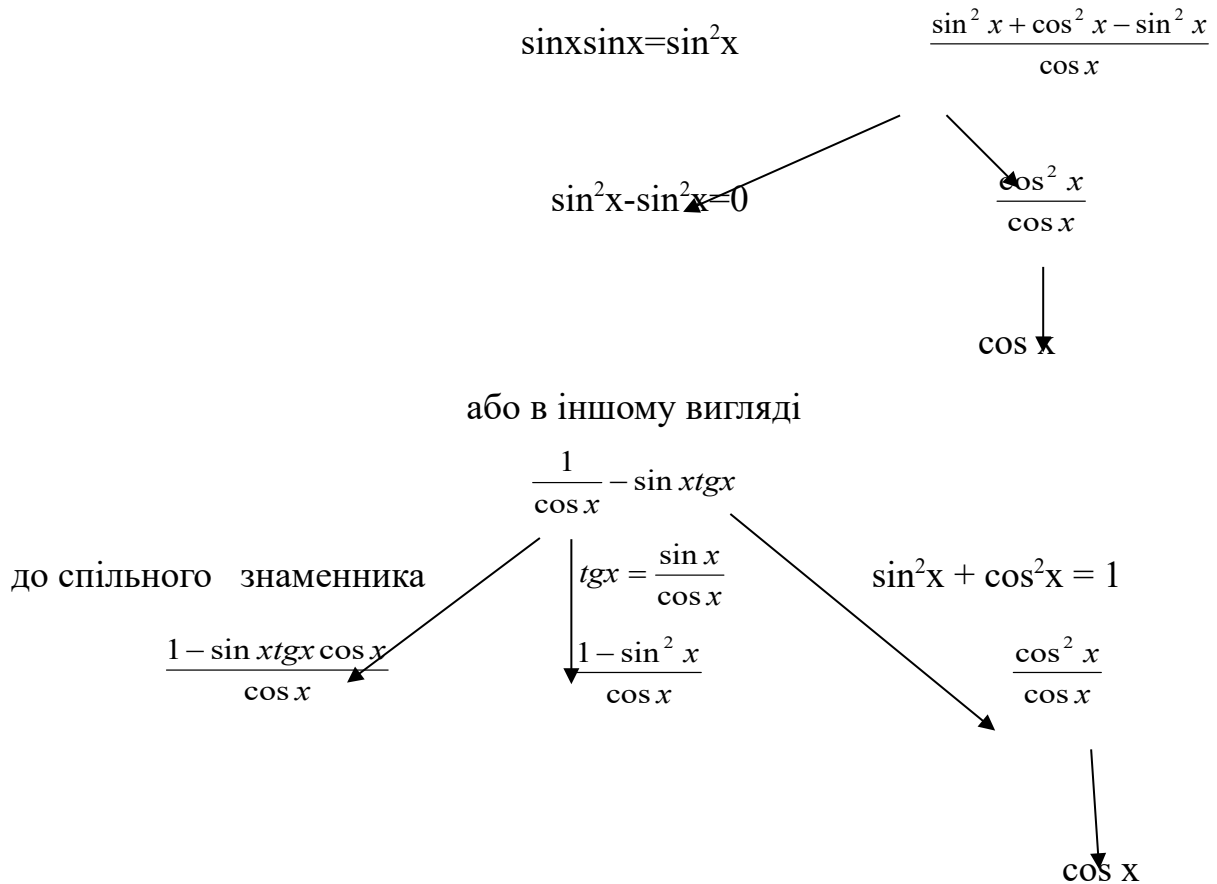 sinxsinx=sin²x
(sin² x + cos² x − sin² x)/cos x
sin²x-sin²x=0
cos² x/cos x
cos x
або в іншому вигляді
1/cos x − sin xtgx
до спільного знаменника
tgx = sin x/cos x
sin²x + cos²x = 1
(1 − sin xtgx cos x)/cos x
(1 − sin² x)/cos x
cos² x/cos x
cos x